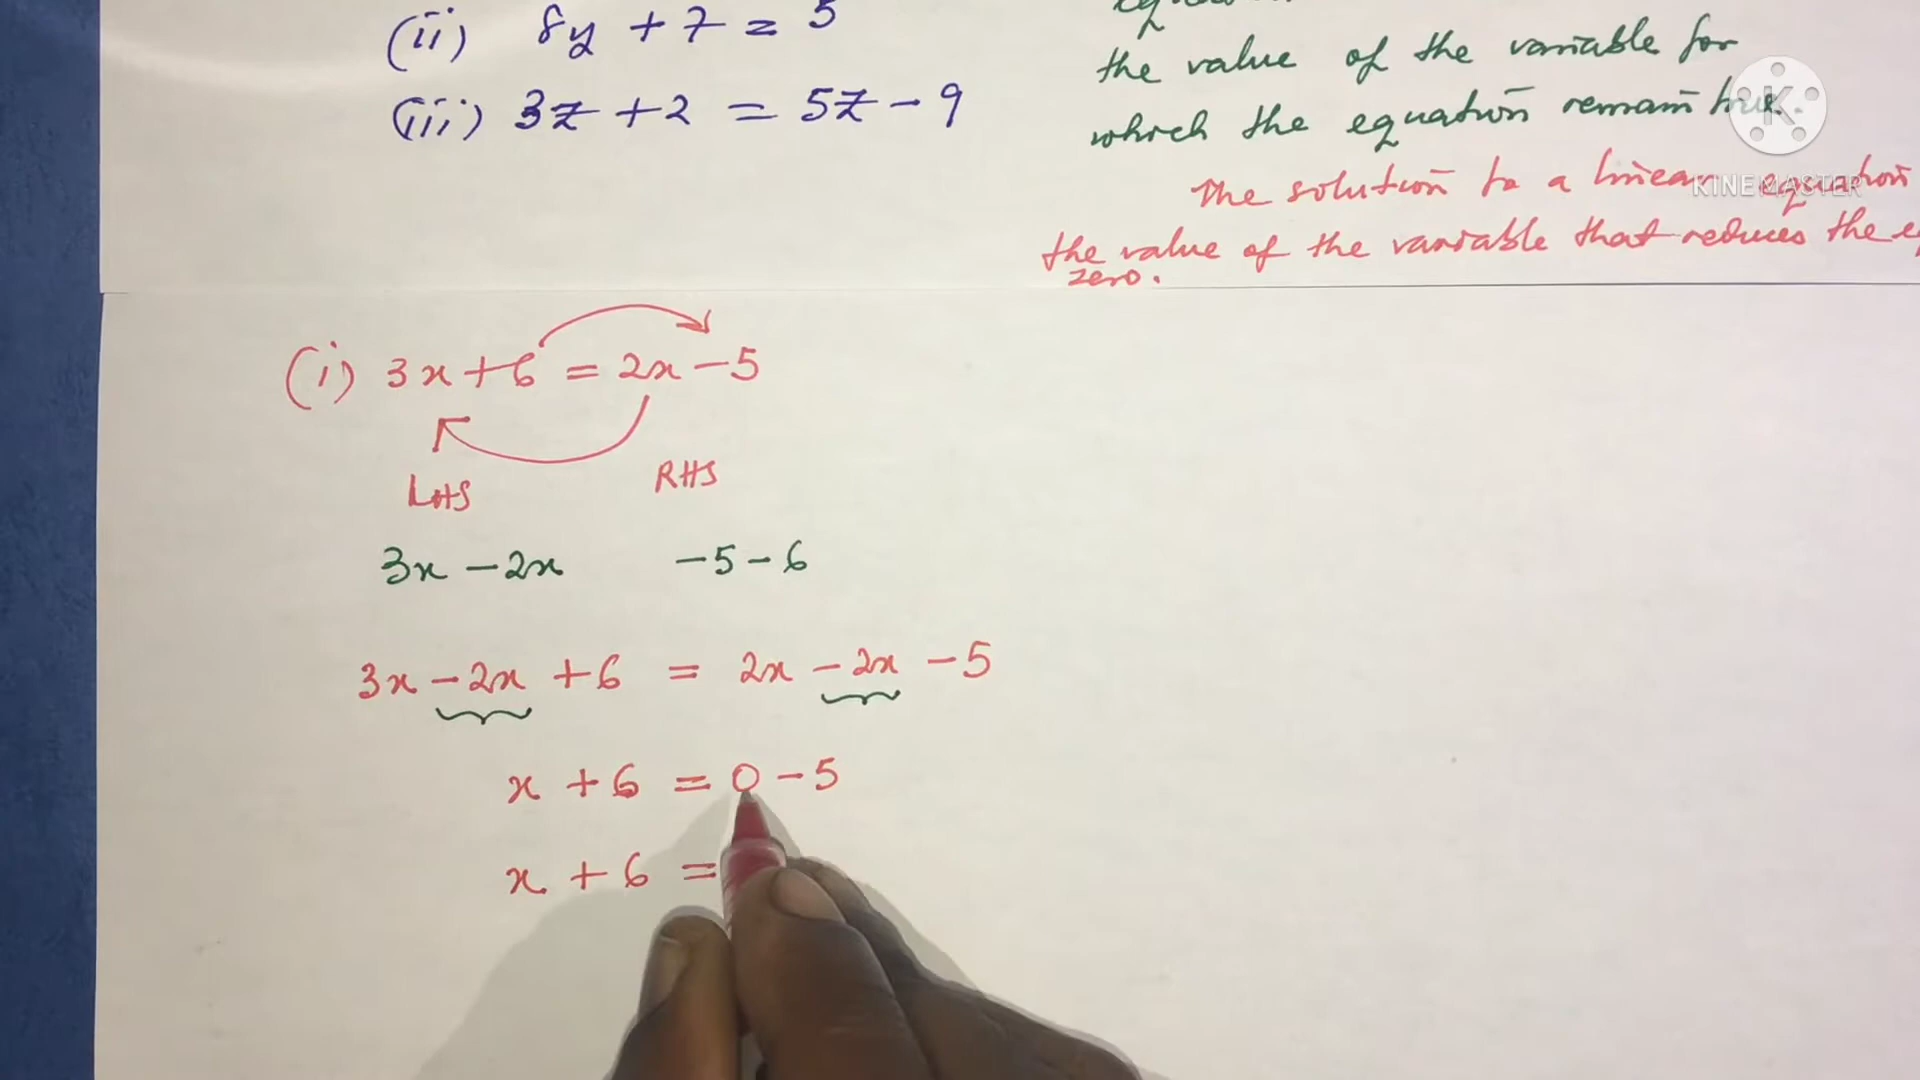 (ii) 8y + 7 = 5
(iii) 3z + 2 = 5z - 9
the value of the variable for
which the equation remain true.
The solution to a linear equation
the value of the variable that reduces the
zero.
KINEMASTER
(i) 3x + 6 = 2x - 5
LHS RHS
3x - 2x -5 - 6
3x - 2x + 6 = 2x - 2x - 5
x + 6 = 0 - 5
x + 6 =